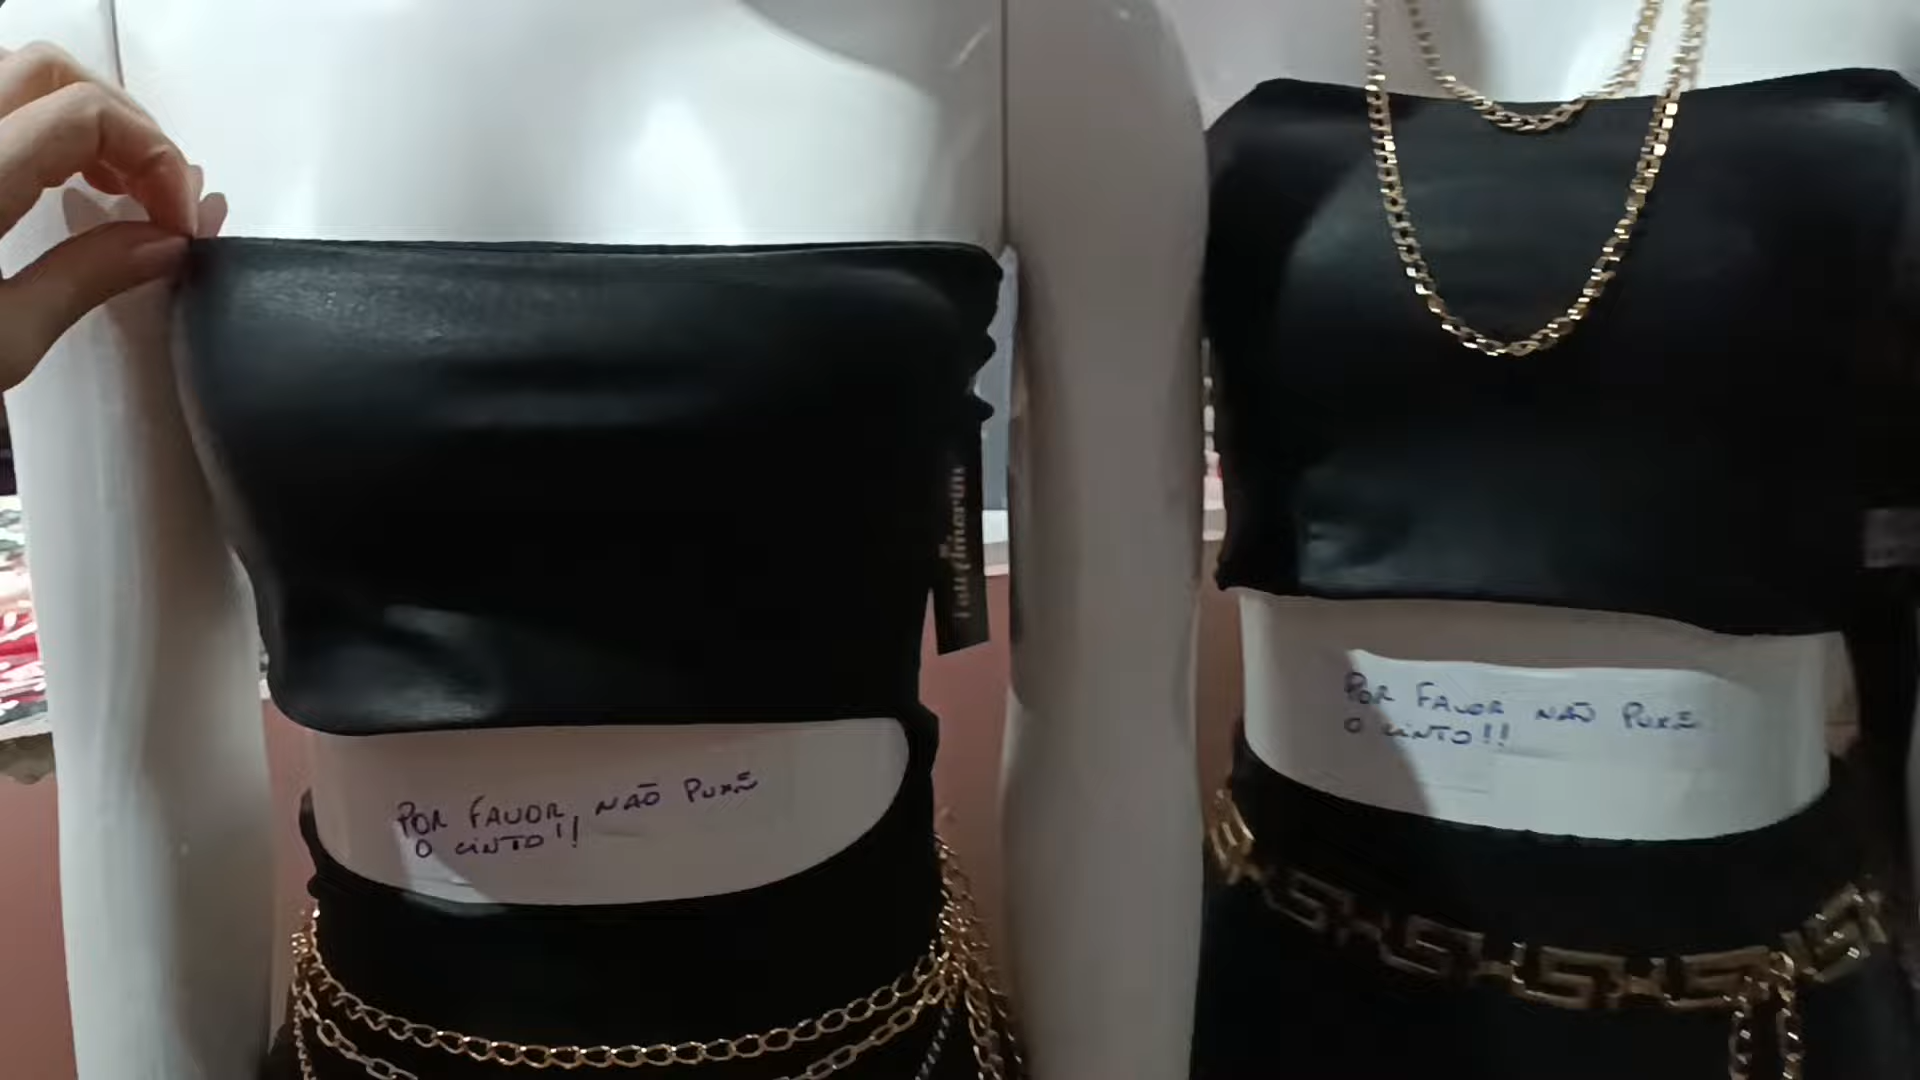 POR FAVOR, NÃO PUXE
O CINTO!!
POR FAVOR NÃO PUXE
O CINTO!!